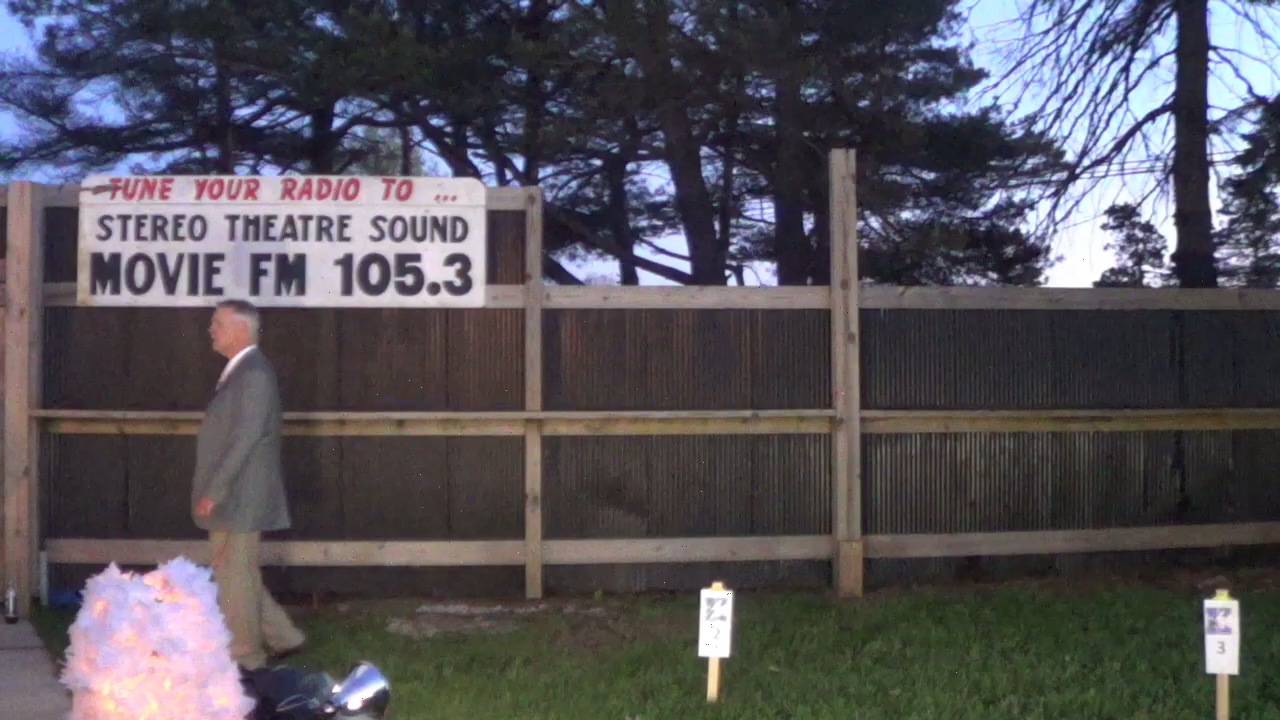 TUNE YOUR RADIO TO ...
STEREO THEATRE SOUND
MOVIE FM 105.3
2
3